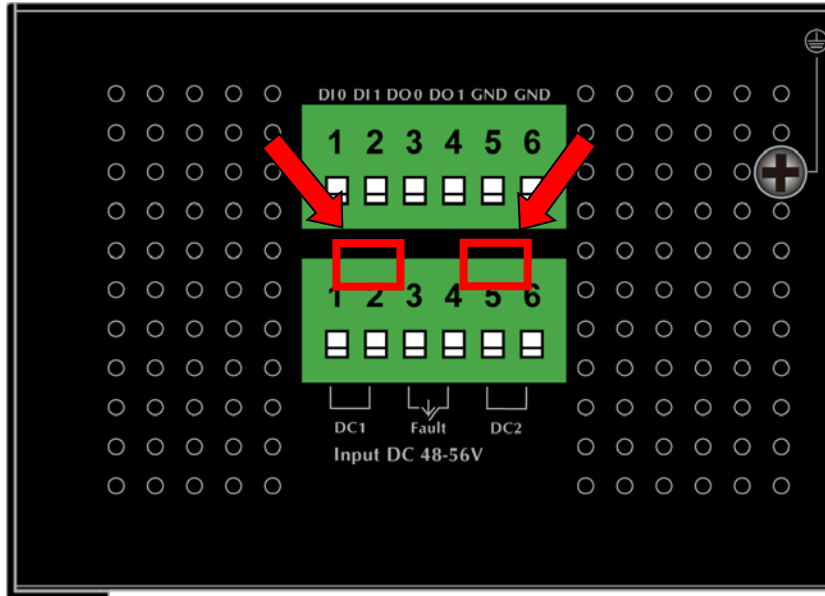 DI0 DI1 DO0 DO1 GND GND
1 2 3 4 5 6
1 2 3 4 5 6
DC1 Fault DC2
Input DC 48-56V